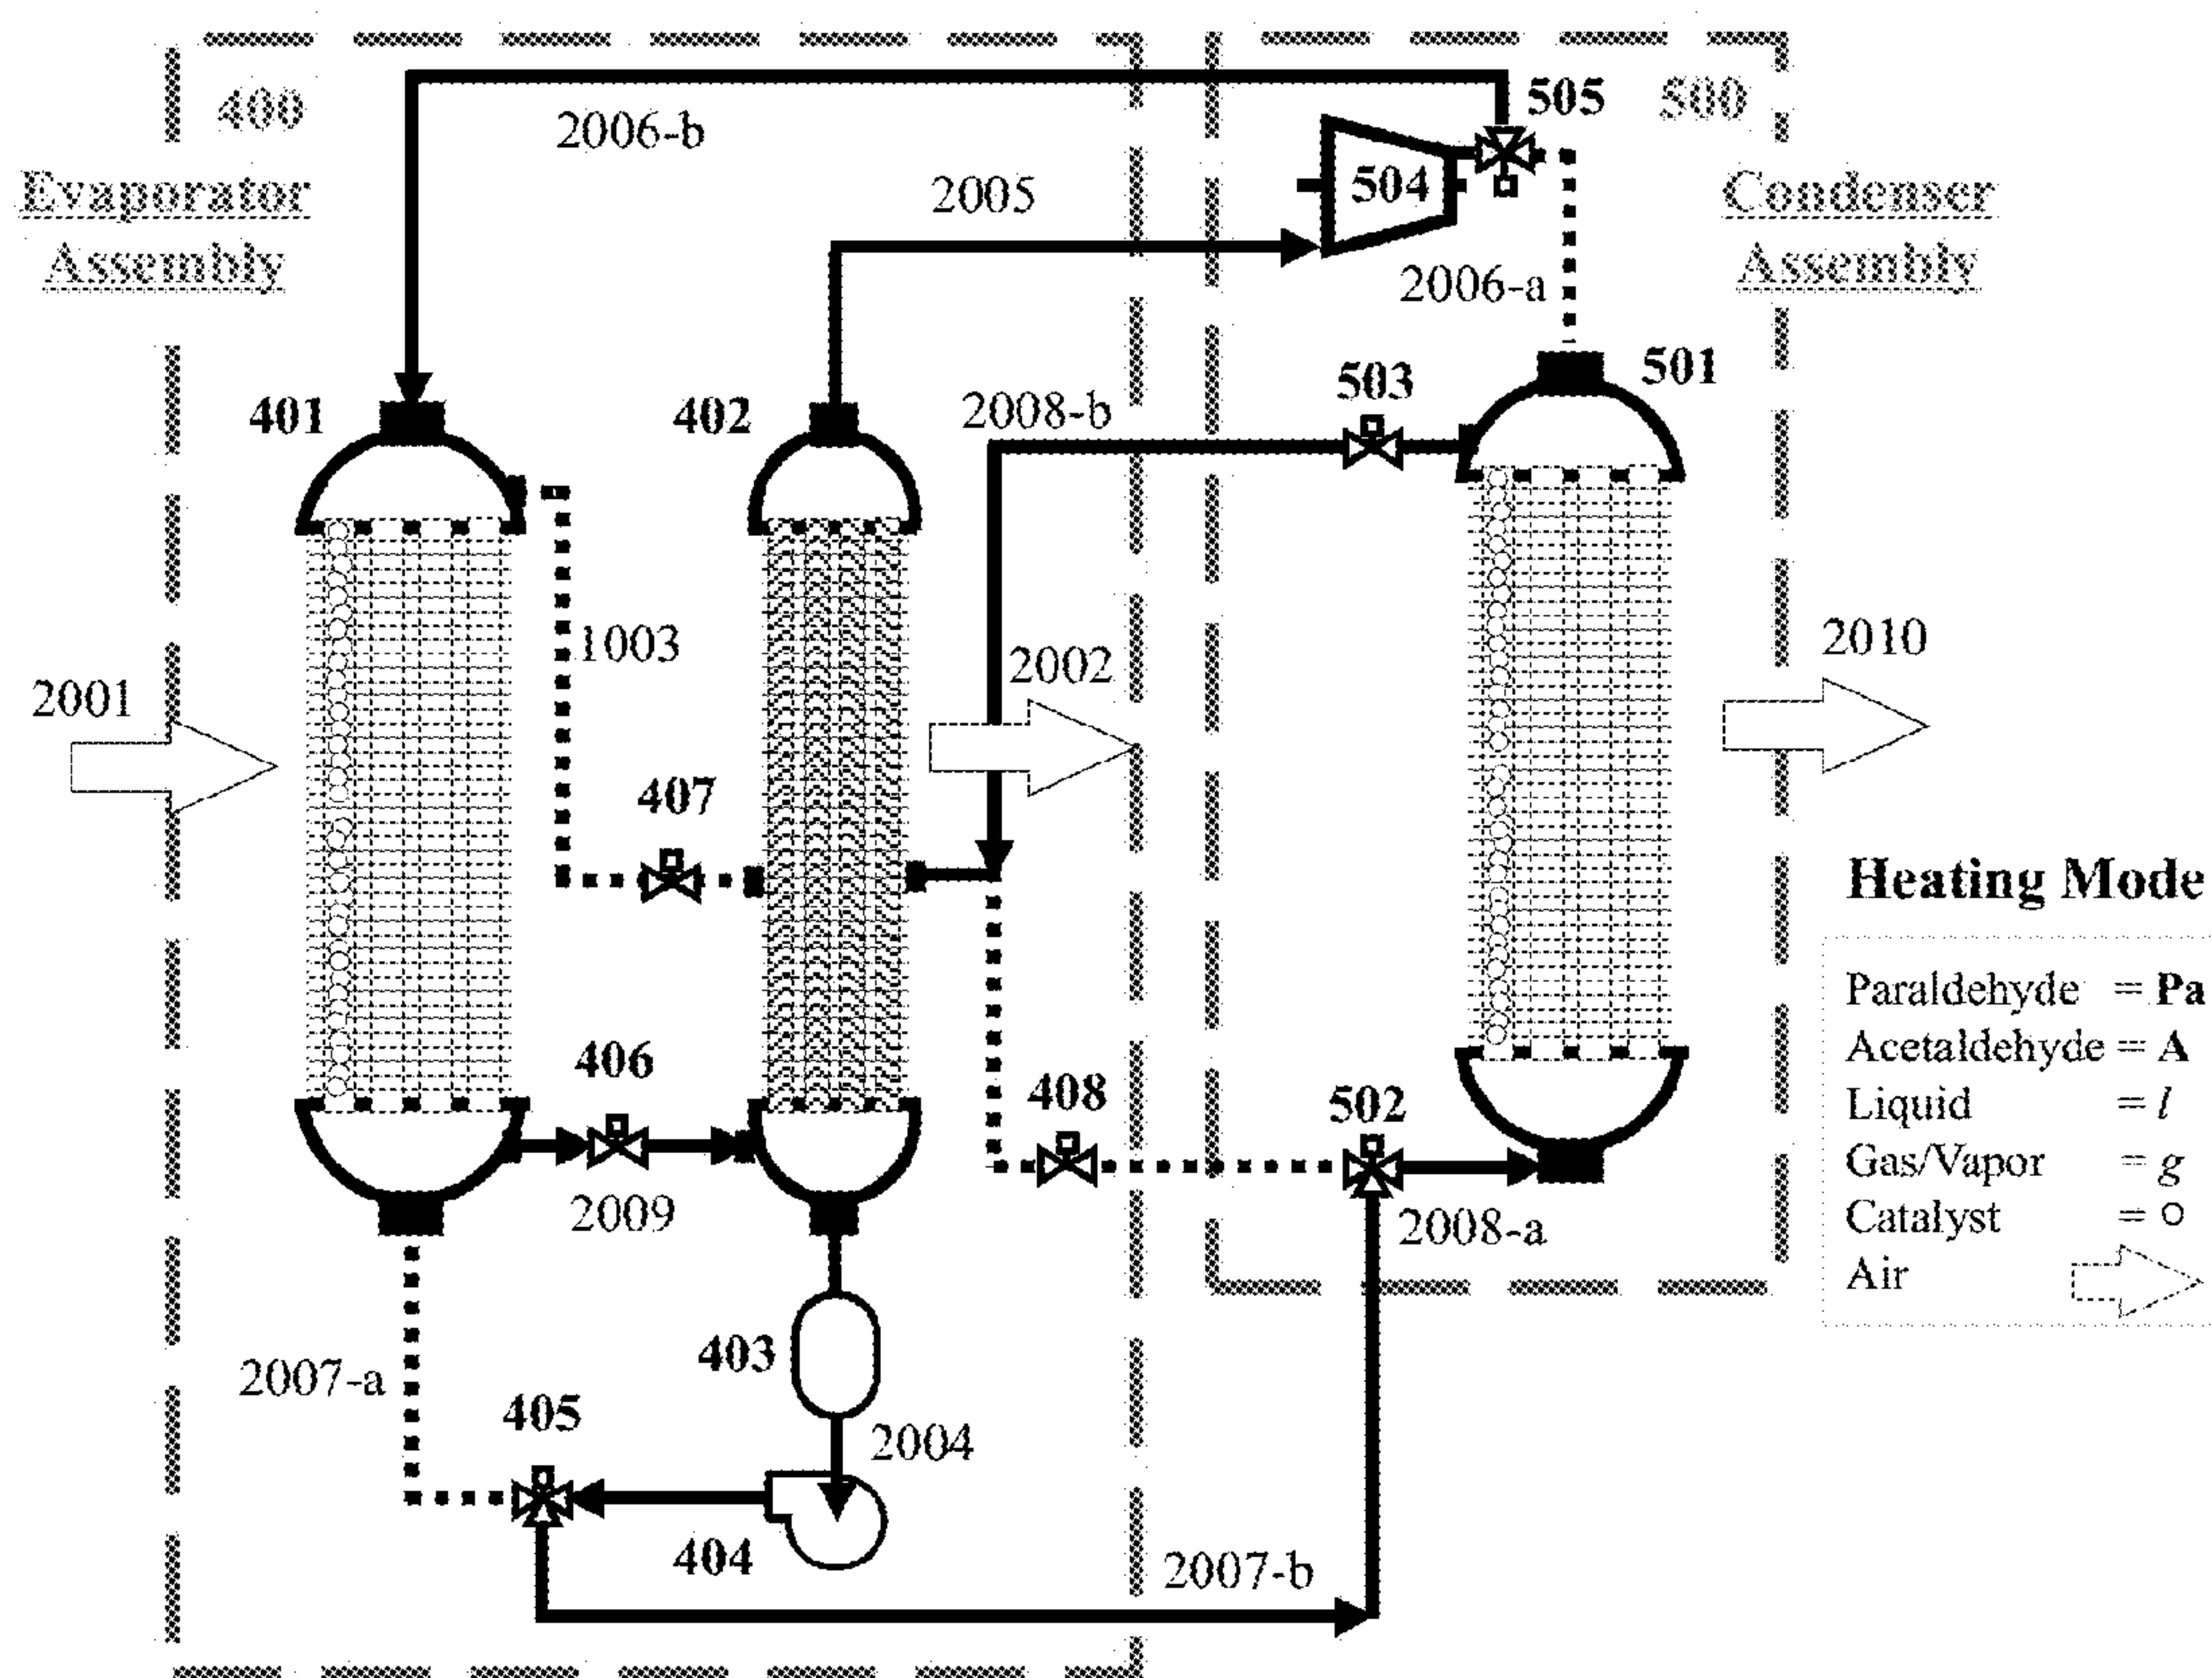 400
Evaporator
Assembly
2006-b
2005
505
500
504
Condenser
Assembly
2006-a
401
402
2008-b
503
501
1003
2001
2002
2010
407
Heating Mode
Paraldehyde = Pa
Acetaldehyde = A
Liquid = l
Gas/Vapor = g
Catalyst = ○
Air
406
408
502
2009
2008-a
2007-a
403
405
2004
404
2007-b